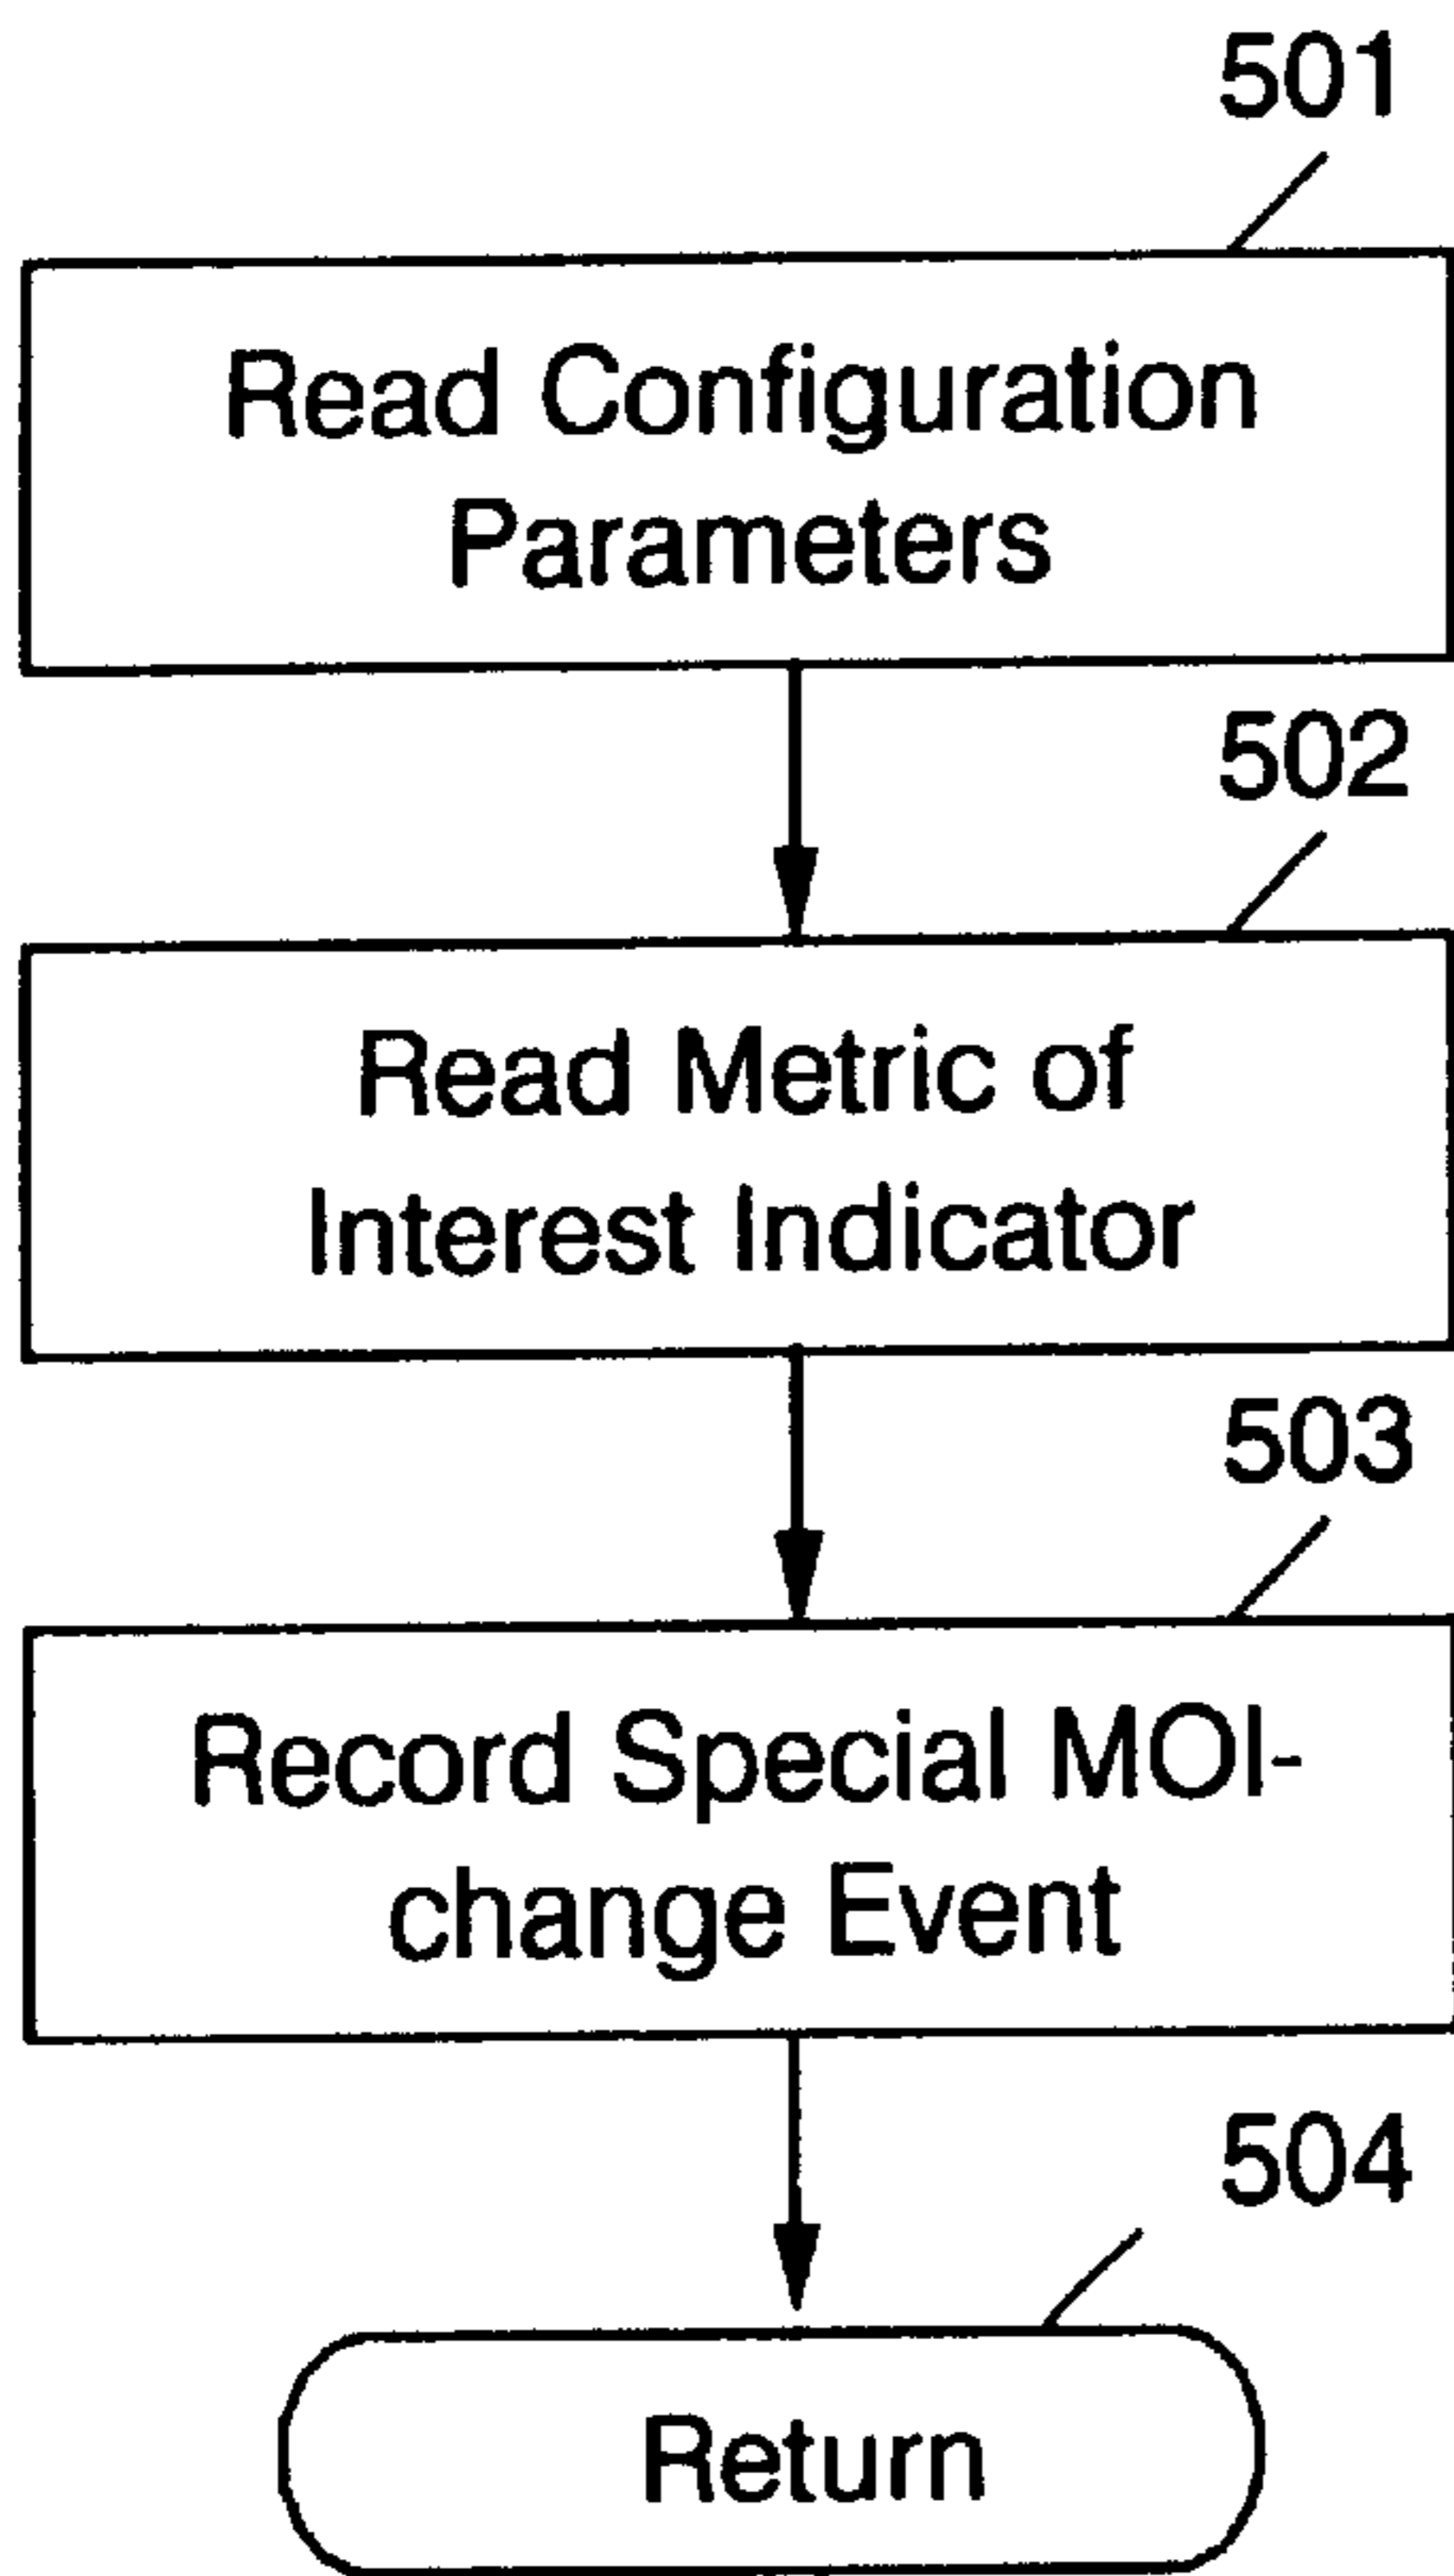 501
Read Configuration
Parameters
502
Read Metric of
Interest Indicator
503
Record Special MOI-
change Event
504
Return